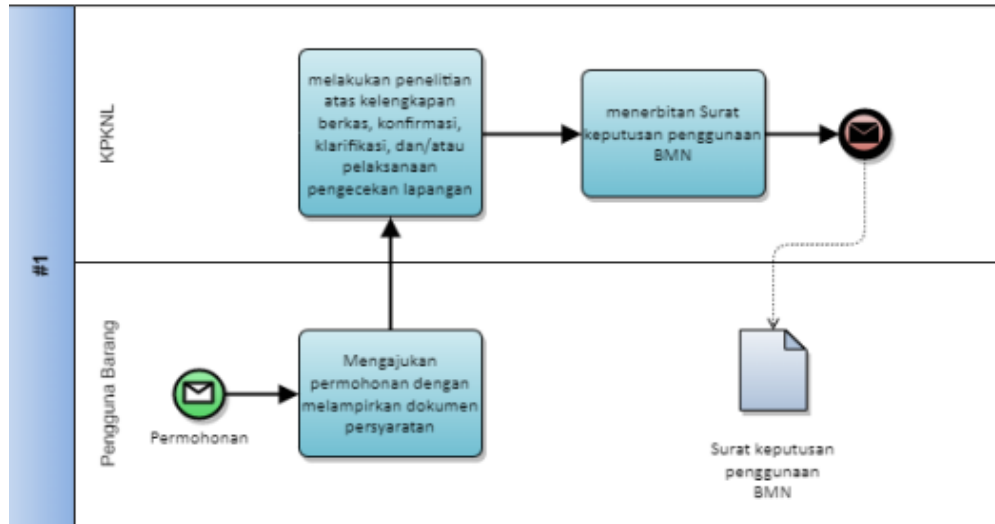 #1
KPKNL
melakukan penelitian
atas kelengkapan
berkas, konfirmasi,
klarifikasi, dan/atau
pelaksanaan
pengecekan lapangan
menerbitan Surat
keputusan penggunaan
BMN
Pengguna Barang
Permohonan
Mengajukan
permohonan dengan
melampirkan dokumen
persyaratan
Surat keputusan
penggunaan
BMN